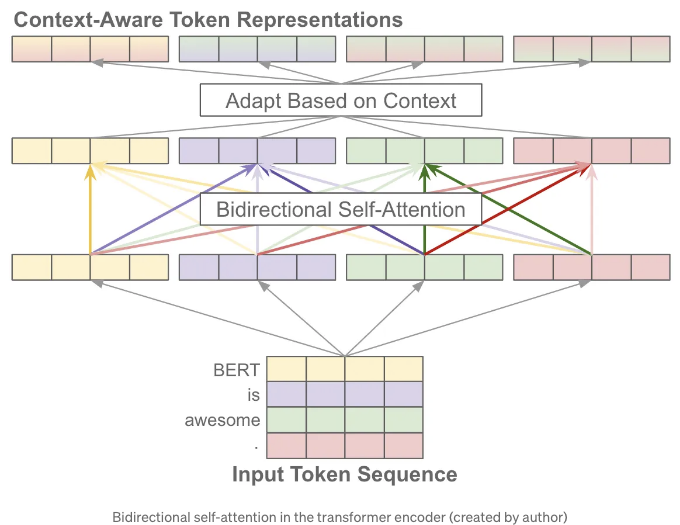 Context-Aware Token Representations
Adapt Based on Context
Bidirectional Self-Attention
BERT
is
awesome
.
Input Token Sequence
Bidirectional self-attention in the transformer encoder (created by author)